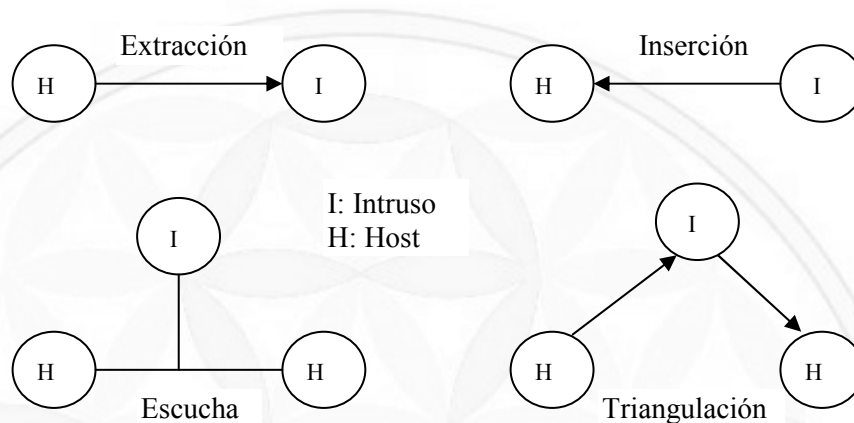 Extracción
H
I
Inserción
H
I
I
I: Intruso
H: Host
H
H
Escucha
I
H
H
Triangulación